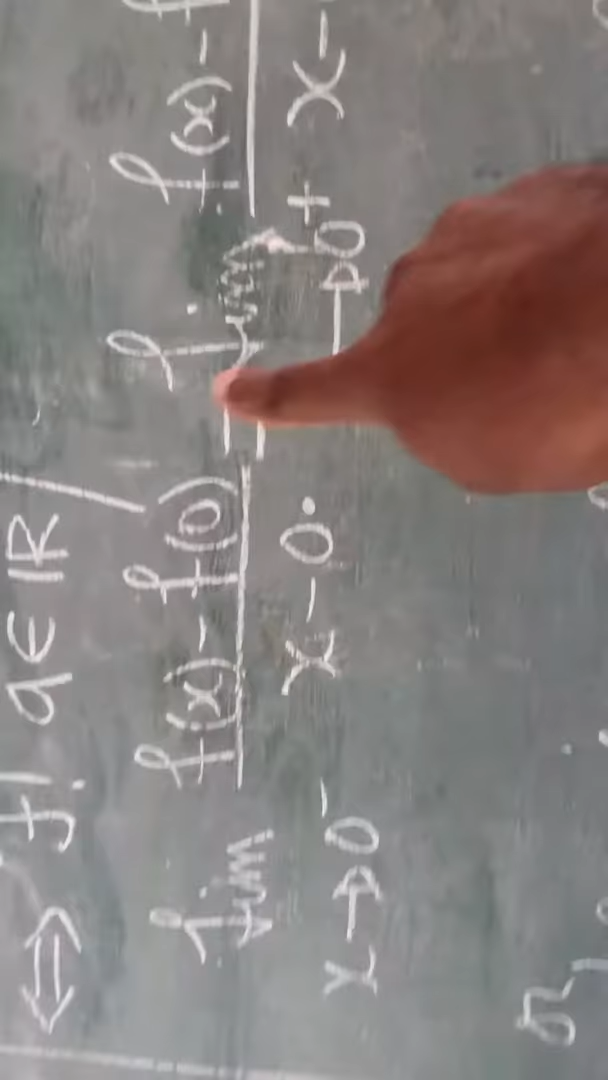 ⇔ ∃! a ∈ ℝ /
lim f(x) - f(0) = lim f(x) - f
x→0⁻ x - 0 →0⁺ x -